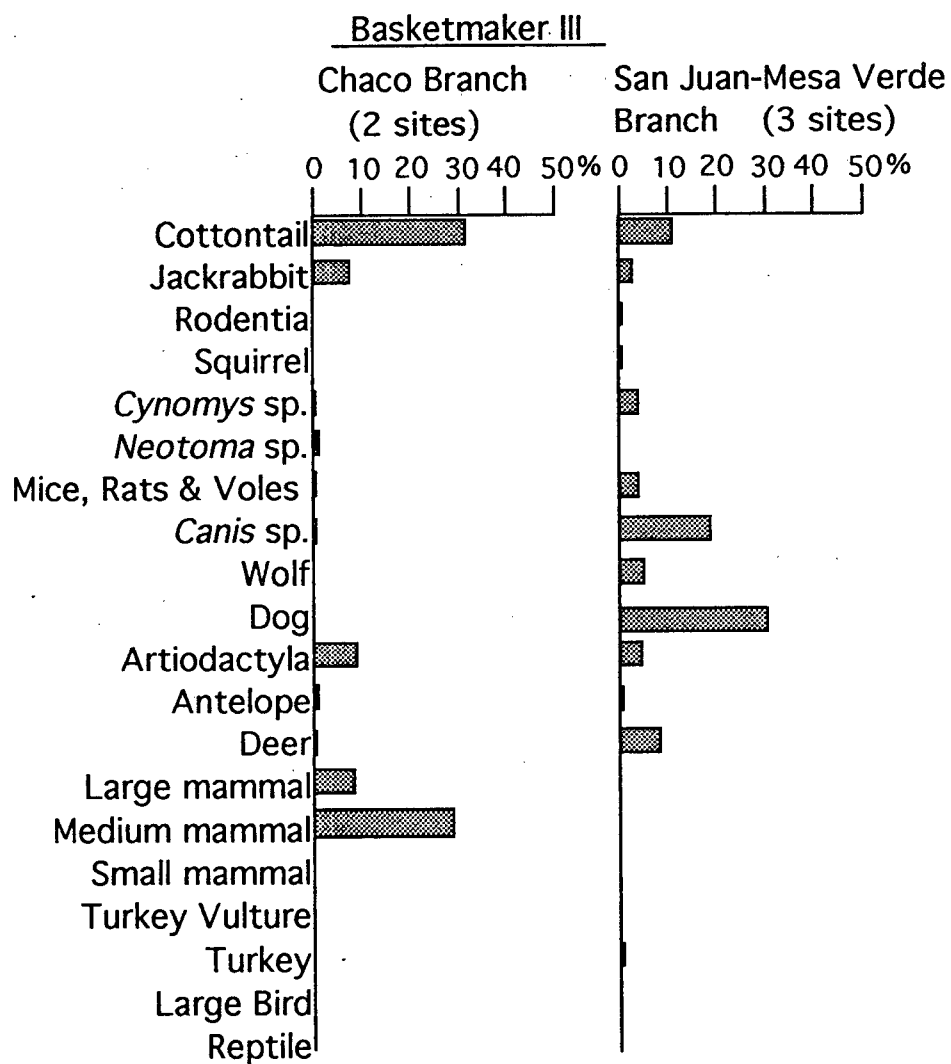 Basketmaker III
Chaco Branch
(2 sites)
San Juan-Mesa Verde
Branch (3 sites)
0 10 20 30 50%
0 10 20 30 50%
Cottontail
Jackrabbit
Rodentia
Squirrel
Cynomys sp.
Neotoma sp.
Mice, Rats & Voles
Canis sp.
Wolf
Dog
Artiodactyla
Antelope
Deer
Large mammal
Medium mammal
Small mammal
Turkey Vulture
Turkey
Large Bird
Reptile